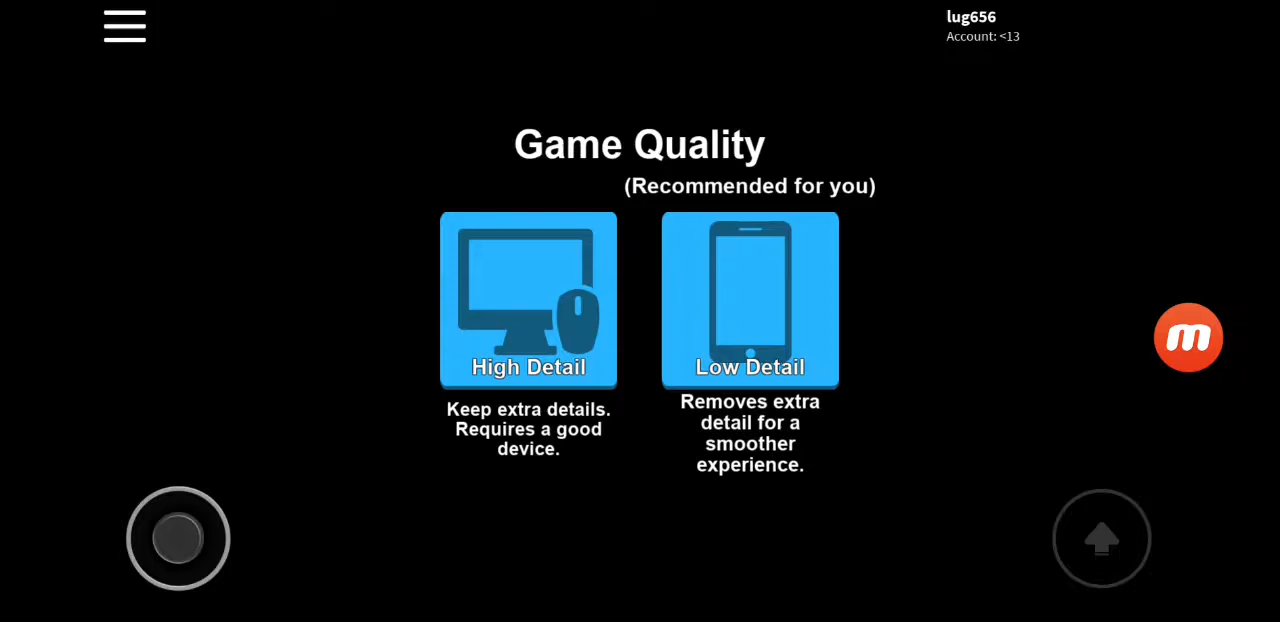 lug656
Account: <13
Game Quality
(Recommended for you)
High Detail
Keep extra details.
Requires a good
device.
Low Detail
Removes extra
detail for a
smoother
experience.